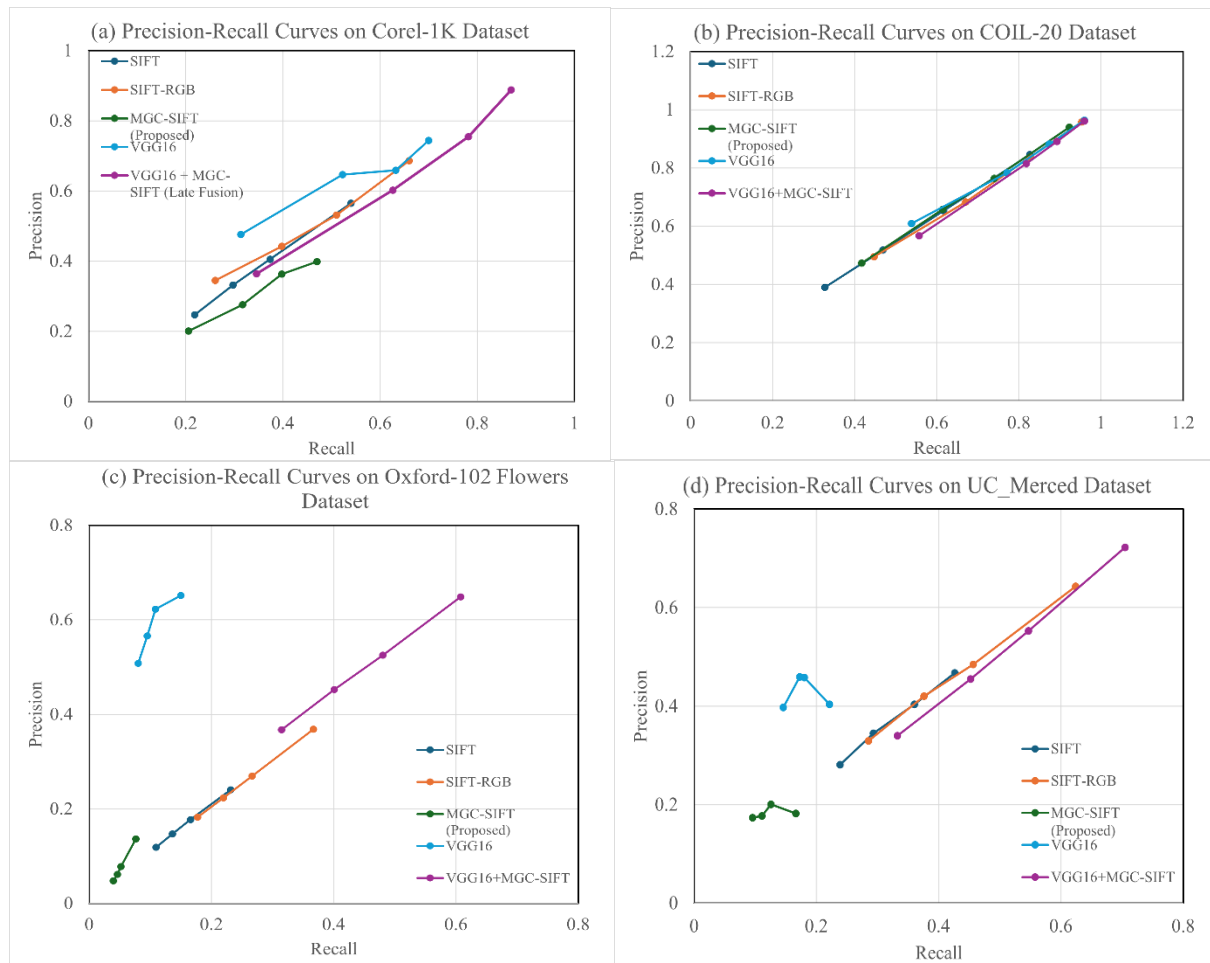 (a) Precision-Recall Curves on Corel-1K Dataset
1
0.8
0.6
0.4
0.2
0
Precision
SIFT
SIFT-RGB
MGC-SIFT
(Proposed)
VGG16
VGG16 + MGC-
SIFT (Late Fusion)
0
0.2
0.4
0.6
0.8
1
Recall
(b) Precision-Recall Curves on COIL-20 Dataset
1.2
1
0.8
0.6
0.4
0.2
0
Precision
SIFT
SIFT-RGB
MGC-SIFT
(Proposed)
VGG16
VGG16+MGC-SIFT
0
0.2
0.4
0.6
0.8
1
1.2
Recall
(c) Precision-Recall Curves on Oxford-102 Flowers
Dataset
0.8
0.6
0.4
0.2
0
Precision
SIFT
SIFT-RGB
MGC-SIFT
(Proposed)
VGG16
VGG16+MGC-SIFT
0
0.2
0.4
0.6
0.8
Recall
(d) Precision-Recall Curves on UC_Merced Dataset
0.8
0.6
0.4
0.2
0
Precision
SIFT
SIFT-RGB
MGC-SIFT
(Proposed)
VGG16
VGG16+MGC-SIFT
0
0.2
0.4
0.6
0.8
Recall